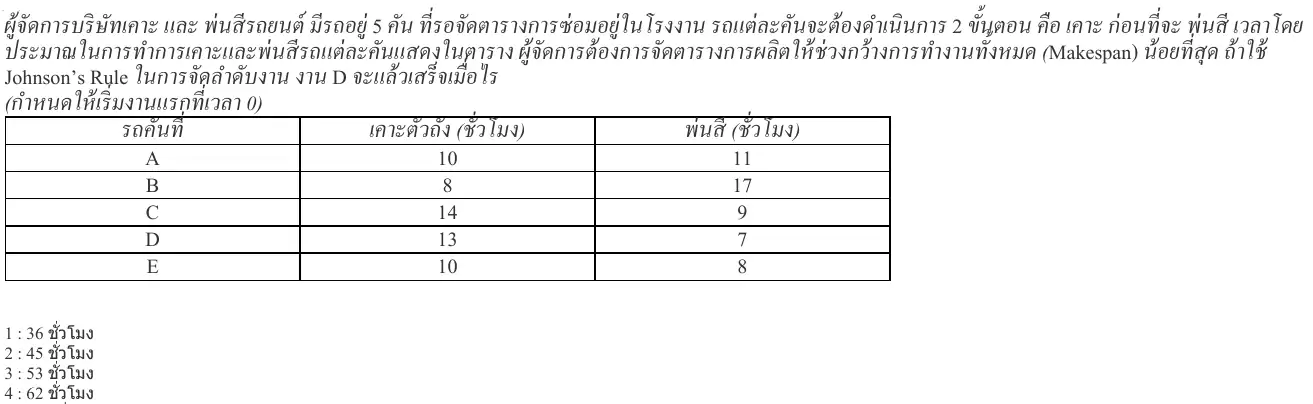 ผู้จัดการบริษัทเคาะ และ พ่นสีรถยนต์ มีรถอยู่ 5 คัน ที่รอจัดตารางการซ่อมอยู่ในโรงงาน รถแต่ละคันจะต้องดำเนินการ 2 ขั้นตอน คือ เคาะ ก่อนที่จะ พ่นสี เวลาโดย
ประมาณในการทำการเคาะและพ่นสีรถแต่ละคันแสดงในตาราง ผู้จัดการต้องการจัดตารางการผลิตให้ช่วงกว้างการทำงานทั้งหมด (Makespan) น้อยที่สุด ถ้าใช้
Johnson's Rule ในการจัดลำดับงาน งาน D จะแล้วเสร็จเมื่อไร
(กำหนดให้เริ่มงานแรกที่เวลา 0)
รถคันที่ เคาะตัวถัง (ชั่วโมง) พ่นสี (ชั่วโมง)
A 10 11
B 8 17
C 14 9
D 13 7
E 10 8
1 : 36 ชั่วโมง
2 : 45 ชั่วโมง
3 : 53 ชั่วโมง
4 : 62 ชั่วโมง